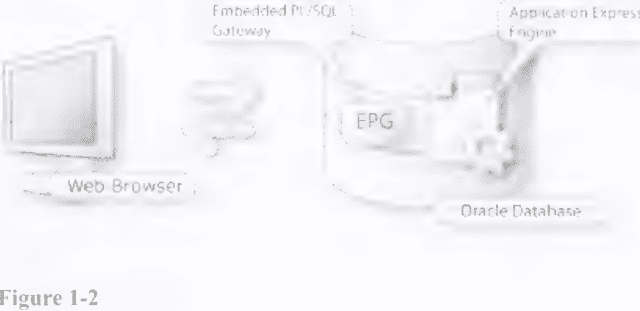 Embedded PL/SQL
Gateway
Application Express
Engine
EPG
Web Browser
Oracle Database
Figure 1-2